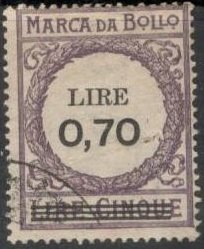 MARCA DA BOLLO
LIRE
0,70
LIRE CINQUE